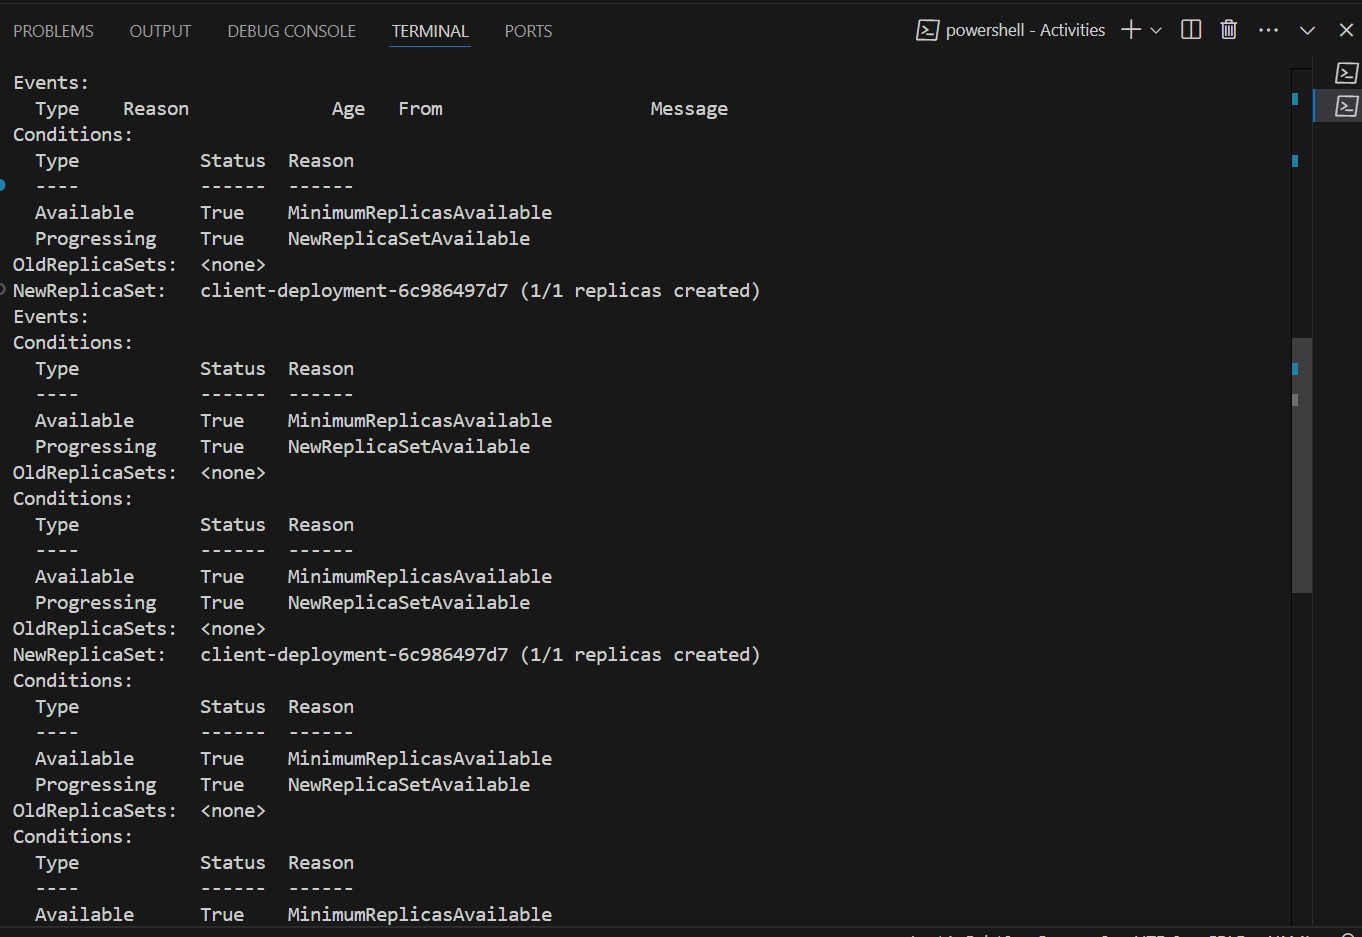 PROBLEMS OUTPUT DEBUG CONSOLE TERMINAL PORTS powershell - Activities
Events:
Type Reason Age From Message
Conditions:
Type Status Reason
---- ------ ------
Available True MinimumReplicasAvailable
Progressing True NewReplicaSetAvailable
OldReplicaSets: <none>
NewReplicaSet: client-deployment-6c986497d7 (1/1 replicas created)
Events:
Conditions:
Type Status Reason
---- ------ ------
Available True MinimumReplicasAvailable
Progressing True NewReplicaSetAvailable
OldReplicaSets: <none>
Conditions:
Type Status Reason
---- ------ ------
Available True MinimumReplicasAvailable
Progressing True NewReplicaSetAvailable
OldReplicaSets: <none>
NewReplicaSet: client-deployment-6c986497d7 (1/1 replicas created)
Conditions:
Type Status Reason
---- ------ ------
Available True MinimumReplicasAvailable
Progressing True NewReplicaSetAvailable
OldReplicaSets: <none>
Conditions:
Type Status Reason
---- ------ ------
Available True MinimumReplicasAvailable